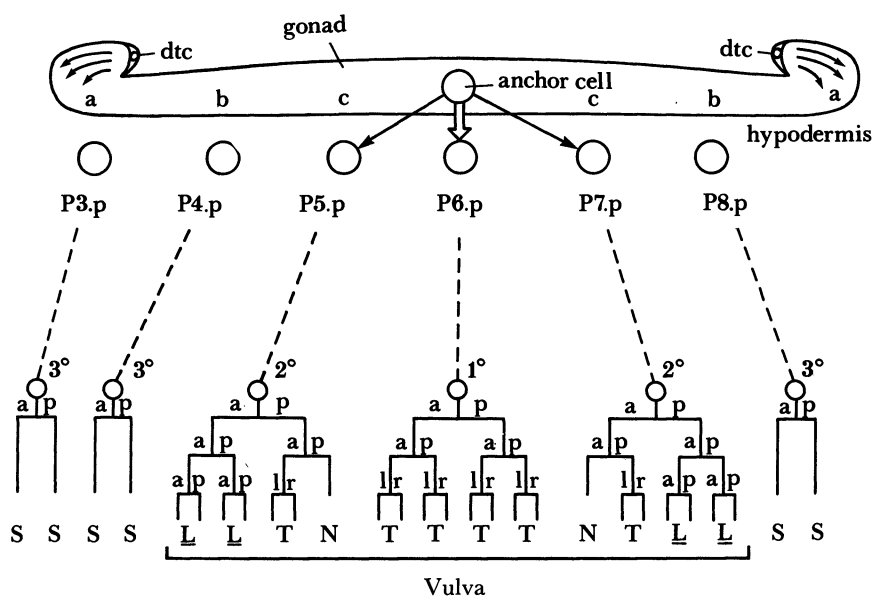 gonad
dtc dtc
anchor cell
a b c c b a
hypodermis
P3.p P4.p P5.p P6.p P7.p P8.p
3° 3° 2° 1° 2° 3°
a p a p a p a p a p a p
a p a p a p a p a p a p
a p a p l r l r l r l r l r l r a p a p
S S S S L L T N T T T T N T L L S S
Vulva